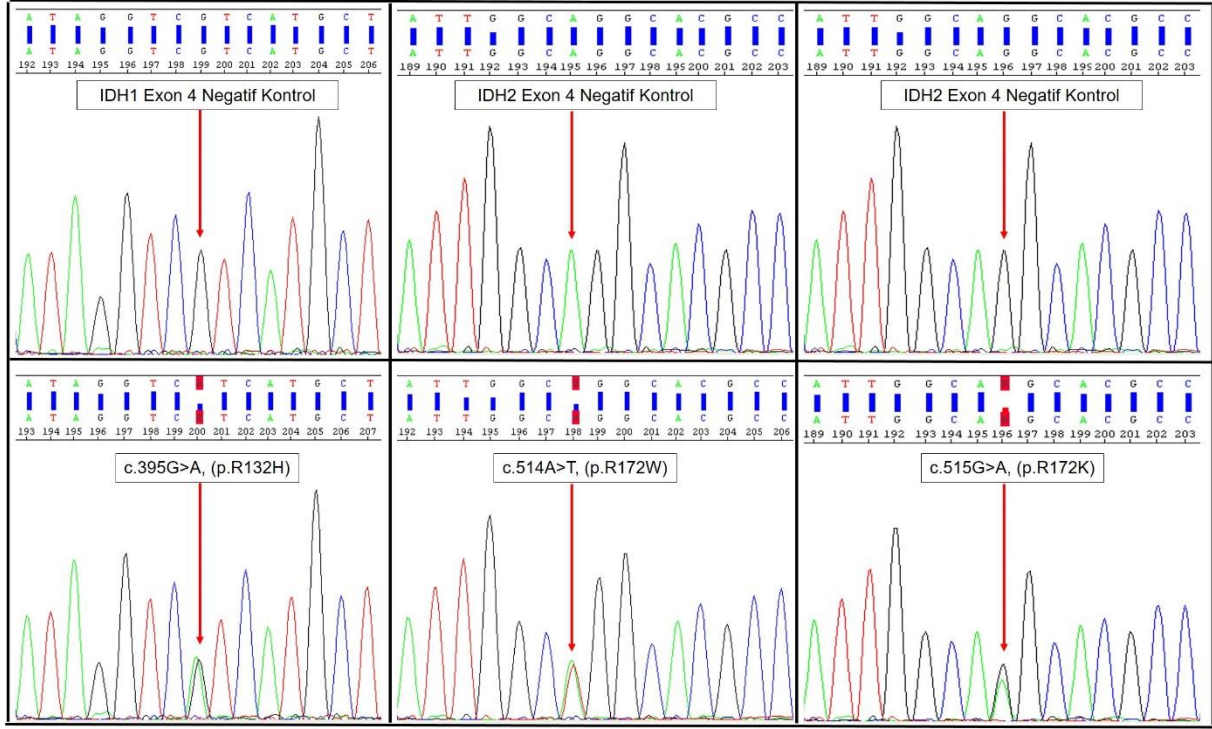 A T A G G T C G T C A T G C T
A T A G G T C G T C A T G C T
192 193 194 195 196 197 198 199 200 201 202 203 204 205 206
IDH1 Exon 4 Negatif Kontrol
A T T G G C A G G C A C G C C
A T T G G C A G G C A C G C C
189 190 191 192 193 194 195 196 197 198 199 200 201 202 203
IDH2 Exon 4 Negatif Kontrol
A T T G G C A G G C A C G C C
A T T G G C A G G C A C G C C
189 190 191 192 193 194 195 196 197 198 199 200 201 202 203
IDH2 Exon 4 Negatif Kontrol
A T A G G T C T C A T G C T
A T A G G T C T C A T G C T
193 194 195 196 197 198 199 200 201 202 203 204 205 206 207
c.395G>A, (p.R132H)
A T T G G C G G C A C G C C
A T T G G C G G C A C G C C
192 193 194 195 196 197 198 199 200 201 202 203 204 205 206
c.514A>T, (p.R172W)
A T T G G C A G C A C G C C
A T T G G C A G C A C G C C
189 190 191 192 193 194 195 196 197 198 199 200 201 202 203
c.515G>A, (p.R172K)